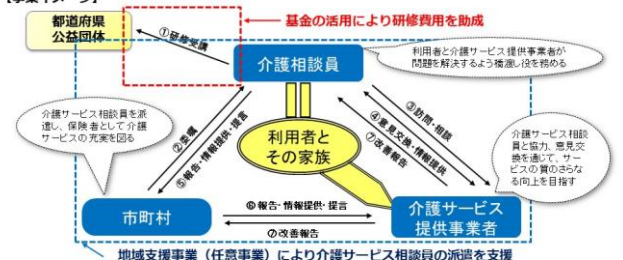 【事業イメージ】
都道府県
公益団体
①研修受講
基金の活用により研修費用を助成
介護相談員
利用者と介護サービス提供事業者が
問題を解決するよう橋渡し役を務める
介護サービス相談員を派
遣し、保険者として介護
サービスの充実を図る
②委嘱
⑤報告・情報提供・提言
利用者と
その家族
③訪問・相談
④意見交換・情報提供
⑦改善報告
介護サービス相談
員と協力、意見交
換を通じて、サー
ビスの質のさらな
る向上を目指す
市町村
⑥報告・情報提供・提言
⑦改善報告
介護サービス
提供事業者
地域支援事業（任意事業）により介護サービス相談員の派遣を支援